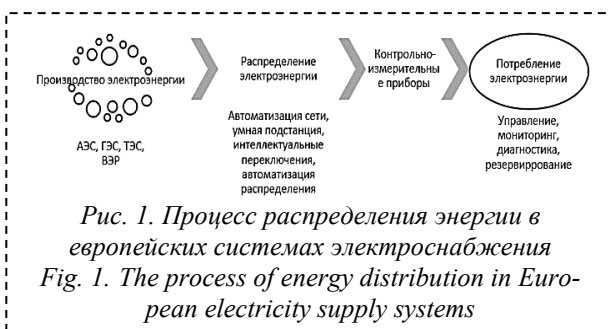 Производство электроэнергии
АЭС, ГЭС, ТЭС,
ВЭР
Распределение
электроэнергии
Автоматизация сети,
умная подстанция,
интеллектуальные
переключения,
автоматизация
распределения
Контрольно-
измерительны
е приборы
Потребление
электроэнергии
Управление,
мониторинг,
диагностика,
резервиррование
Рис. 1. Процесс распределения энергии в
европейских системах электроснабжения
Fig. 1. The process of energy distribution in Euro-
pean electricity supply systems